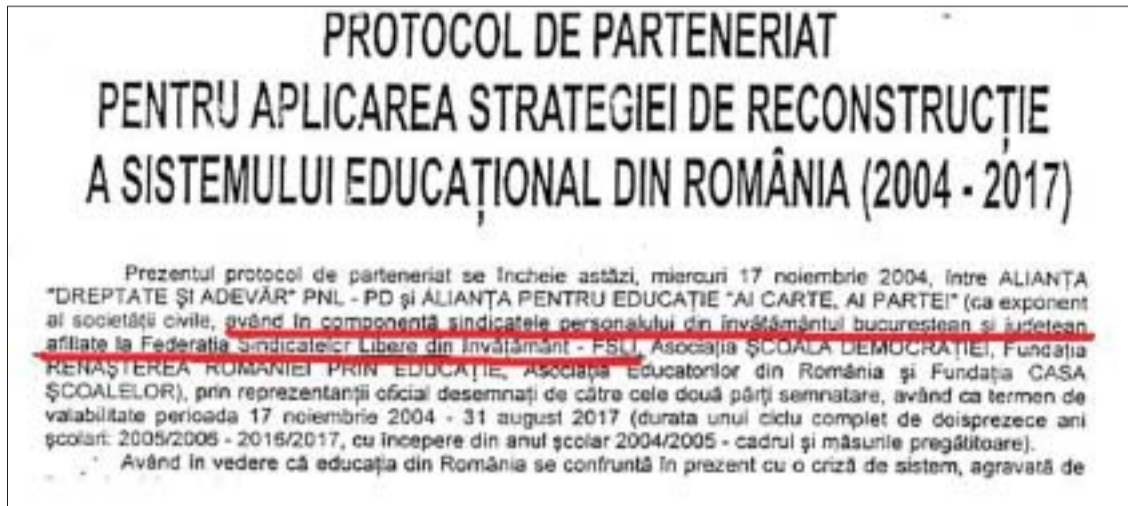 PROTOCOL DE PARTENERIAT
PENTRU APLICAREA STRATEGIEI DE RECONSTRUCȚIE
A SISTEMULUI EDUCAȚIONAL DIN ROMÂNIA (2004 - 2017)
Prezentul protocol de parteneriat se încheie astăzi, miercuri 17 noiembrie 2004, între ALIANȚA
"DREPTATE ȘI ADEVĂR" PNL - PD și ALIANȚA PENTRU EDUCAȚIE "AI CARTE, AI PARTE!" (ca exponent
al societății civile, având în componență sindicatele personalului din învățământul bucureștean și județean
afiliate la Federația Sindicatelor Libere din Învățământ - FSLI, Asociația ȘCOALA DEMOCRAȚIEI, Fundația
RENAȘTEREA ROMÂNIEI PRIN EDUCAȚIE, Asociația Educatorilor din România și Fundația CASA
ȘCOALELOR), prin reprezentanții oficial desemnați de către cele două părți semnatare, având ca termen de
valabilitate perioada 17 noiembrie 2004 - 31 august 2017 (durata unui ciclu complet de doisprezece ani
școlari: 2005/2006 - 2016/2017, cu începere din anul școlar 2004/2005 - cadrul și măsurile pregătitoare).
Având în vedere că educația din România se confruntă în prezent cu o criză de sistem, agravată de